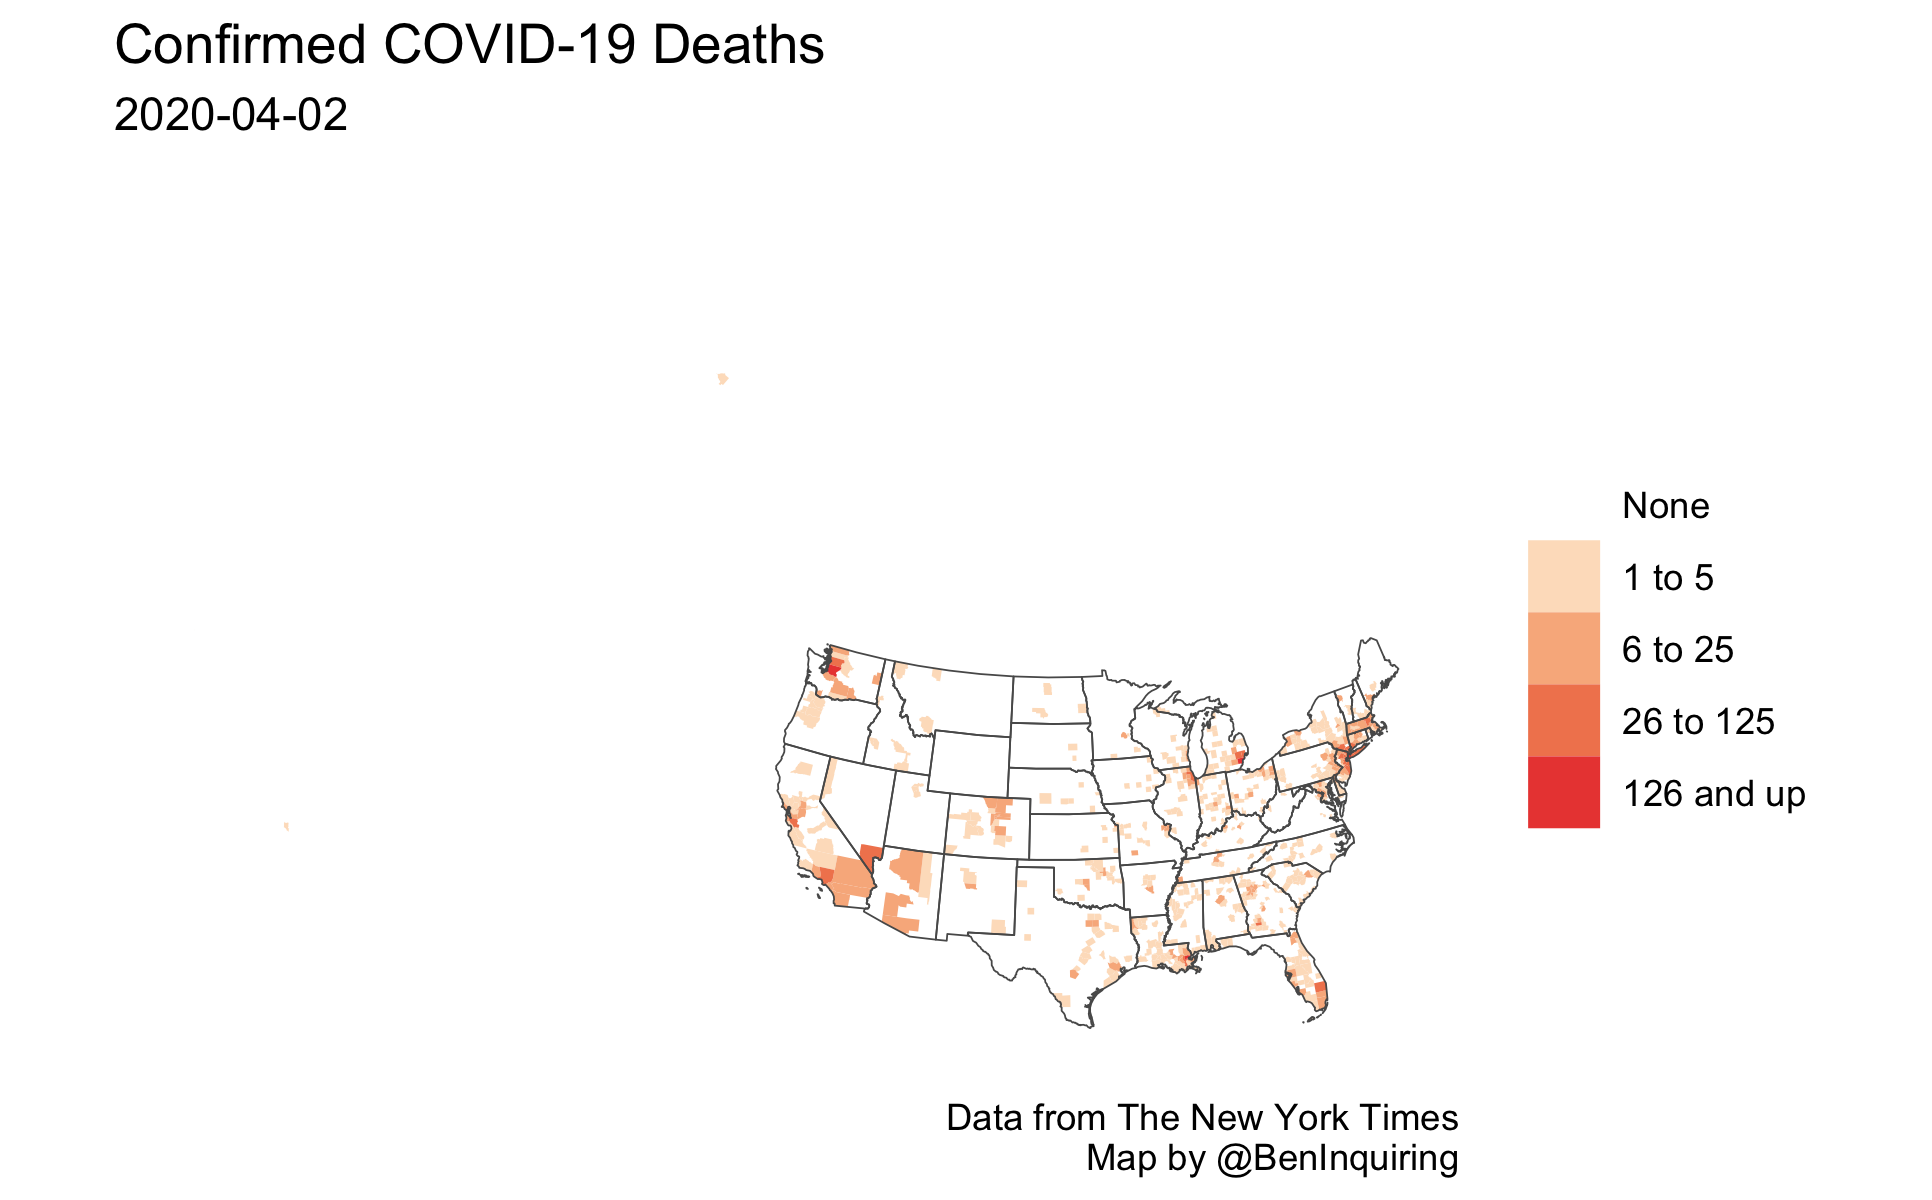 Confirmed COVID-19 Deaths
2020-04-02
None
1 to 5
6 to 25
26 to 125
126 and up
Data from The New York Times
Map by @BenInquiring